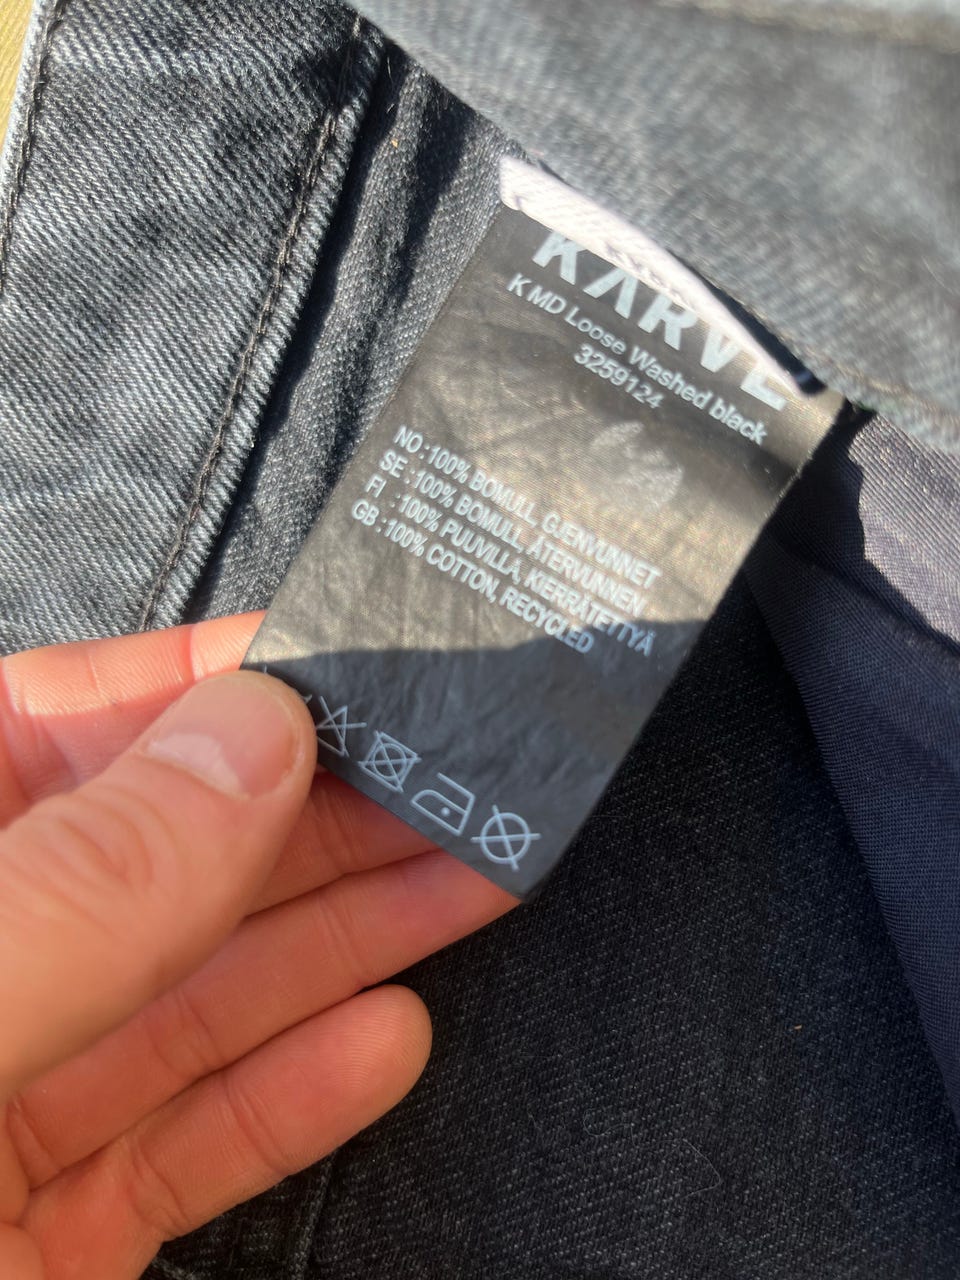 KARVE
K MD Loose Washed black
3259124
NO :100% BOMULL, GJENVUNNET
SE :100% BOMULL, ÅTERVUNNEN
FI :100% PUUVILLA, KIERRÄTETTYÄ
GB :100% COTTON, RECYCLED